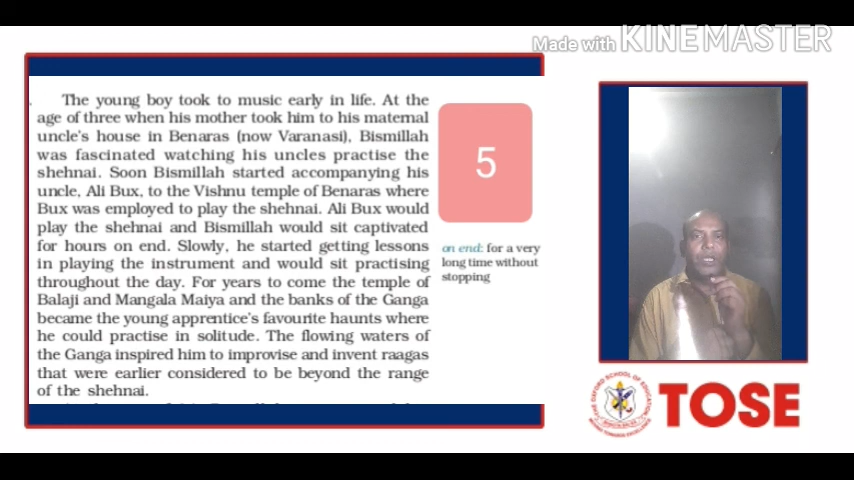 Made with KINEMASTER
The young boy took to music early in life. At the
age of three when his mother took him to his maternal
uncle's house in Benaras (now Varanasi), Bismillah
was fascinated watching his uncles practise the
shehnai. Soon Bismillah started accompanying his
uncle, Ali Bux, to the Vishnu temple of Benaras where
Bux was employed to play the shehnai. Ali Bux would
play the shehnai and Bismillah would sit captivated
for hours on end. Slowly, he started getting lessons
in playing the instrument and would sit practising
throughout the day. For years to come the temple of
Balaji and Mangala Maiya and the banks of the Ganga
became the young apprentice's favourite haunts where
he could practise in solitude. The flowing waters of
the Ganga inspired him to improvise and invent raagas
that were earlier considered to be beyond the range
of the shehnai.
5
on end: for a very
long time without
stopping
THE OXFORD SCHOOL OF EDUCATION
TOSE